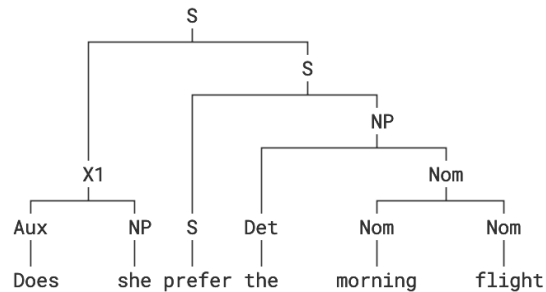 S
S
NP
X1 Nom
Aux NP S Det Nom Nom
Does she prefer the morning flight